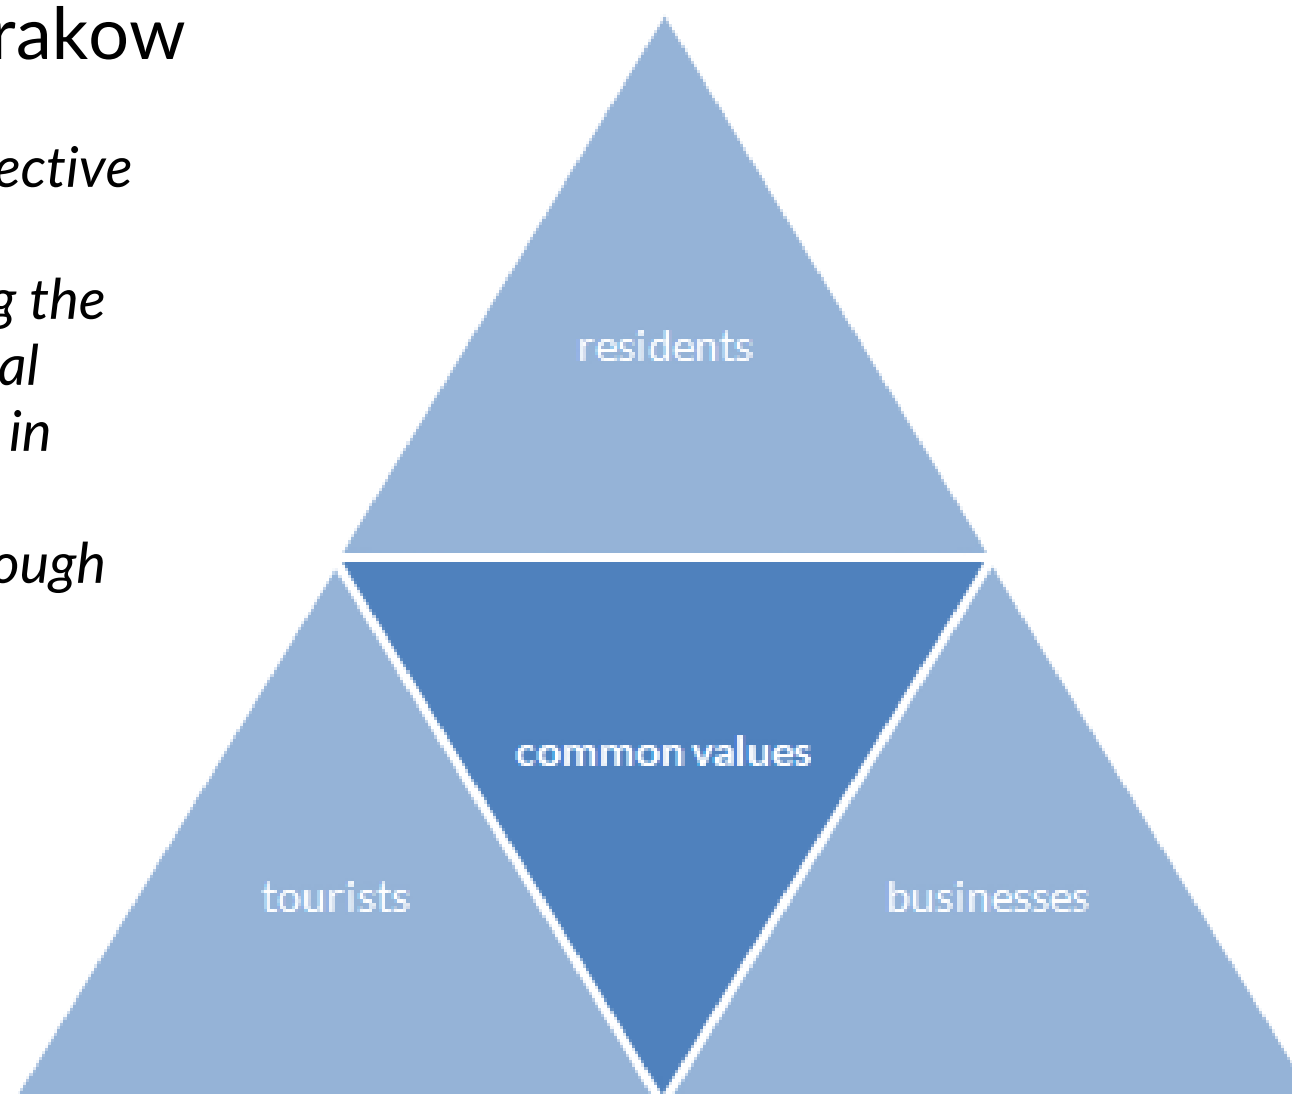 rakow
ective
g the
al
in
ough
residents
common values
tourists
businesses